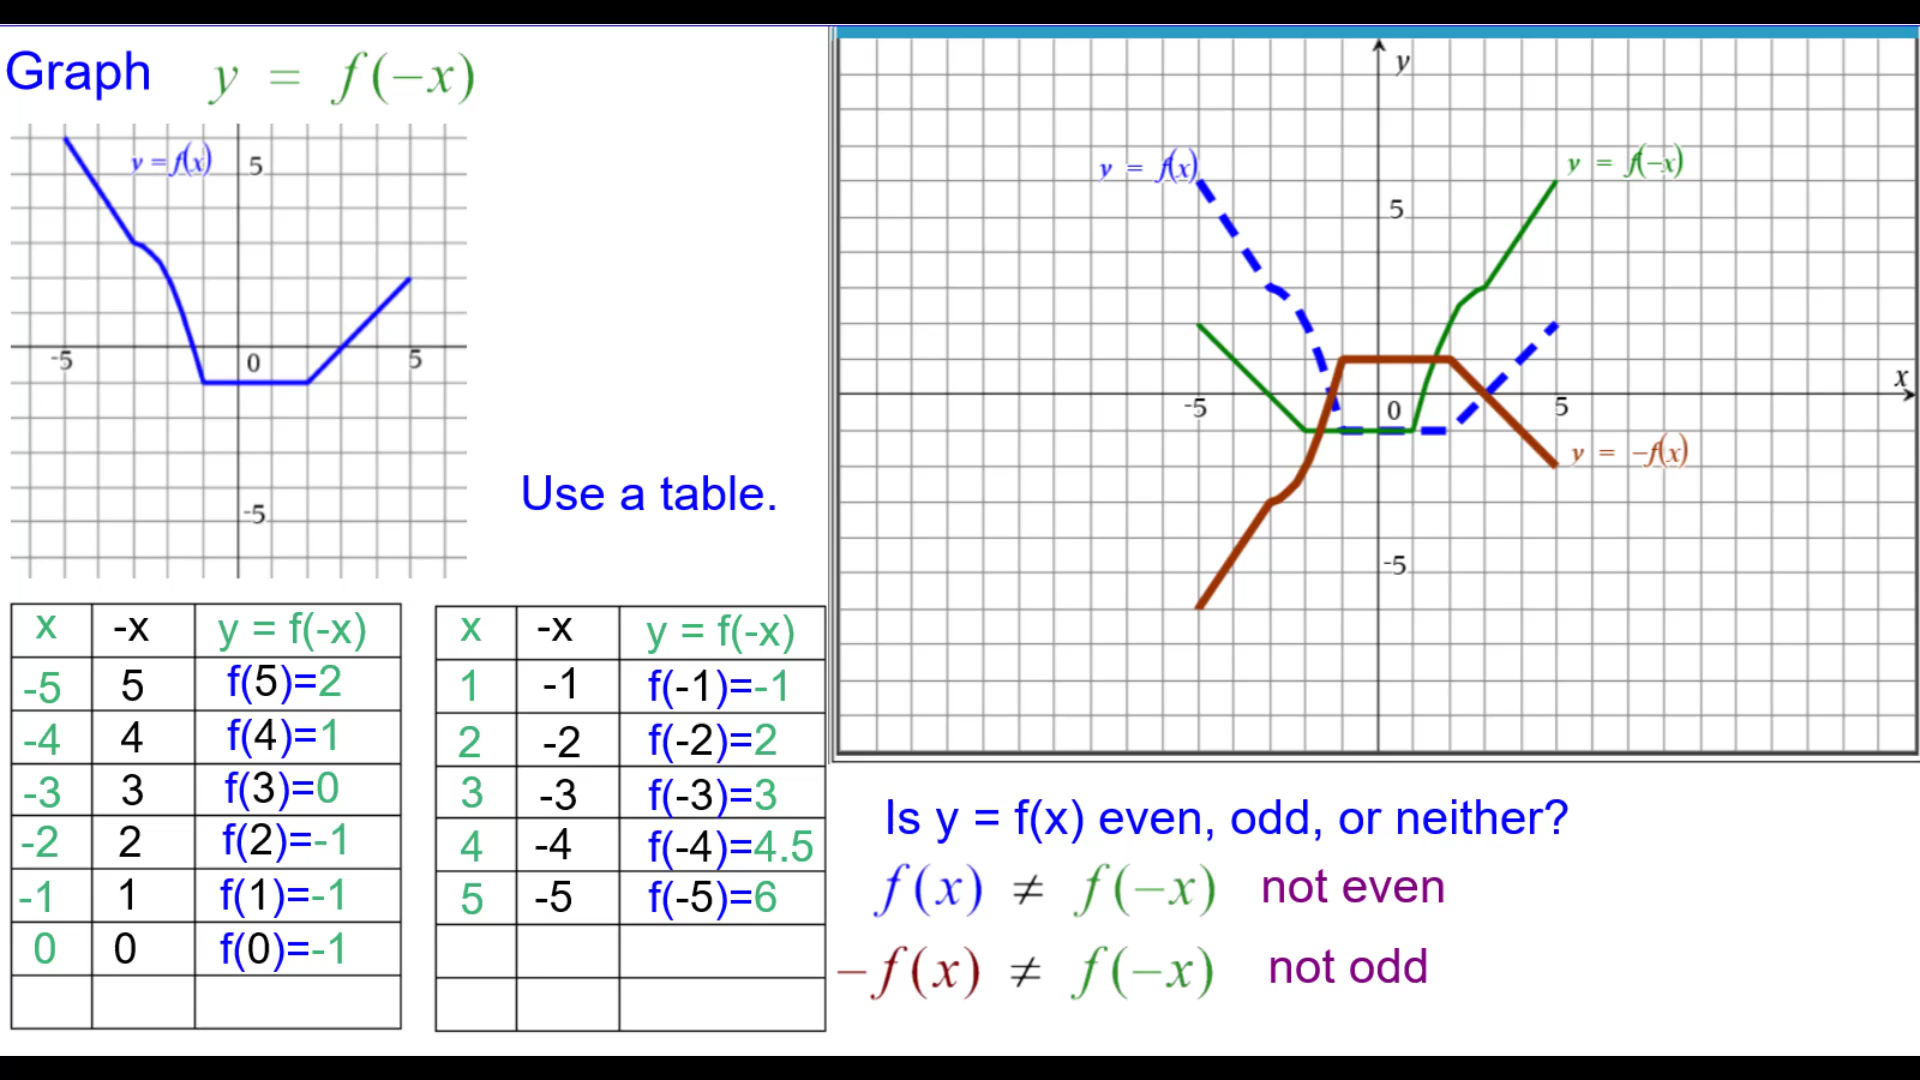 Graph y = f(−x)
y = f(x)
5
-5
0
5
-5
Use a table.
x -x y = f(-x)
-5 5 f(5)=2
-4 4 f(4)=1
-3 3 f(3)=0
-2 2 f(2)=-1
-1 1 f(1)=-1
0 0 f(0)=-1
x -x y = f(-x)
1 -1 f(-1)=-1
2 -2 f(-2)=2
3 -3 f(-3)=3
4 -4 f(-4)=4.5
5 -5 f(-5)=6
y
y = f(x)
y = f(−x)
5
x
-5
0
5
y = −f(x)
-5
Is y = f(x) even, odd, or neither?
f(x) ≠ f(−x) not even
−f(x) ≠ f(−x) not odd